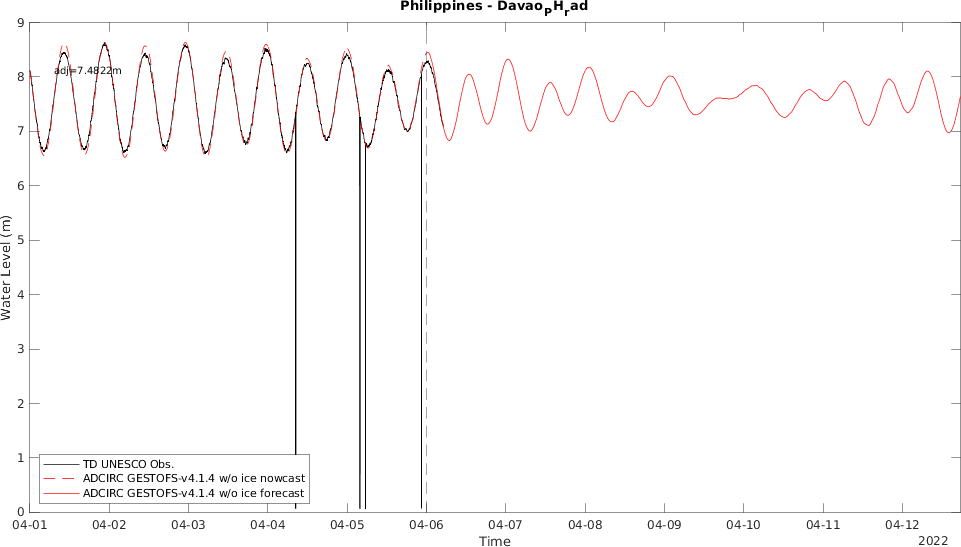 Philippines - Davao_PH_rad
9
8
7
6
5
4
3
2
1
0
Water Level (m)
adj=7.4822m
TD UNESCO Obs.
ADCIRC GESTOFS-v4.1.4 w/o ice nowcast
ADCIRC GESTOFS-v4.1.4 w/o ice forecast
04-01 04-02 04-03 04-04 04-05 04-06 04-07 04-08 04-09 04-10 04-11 04-12
Time
2022